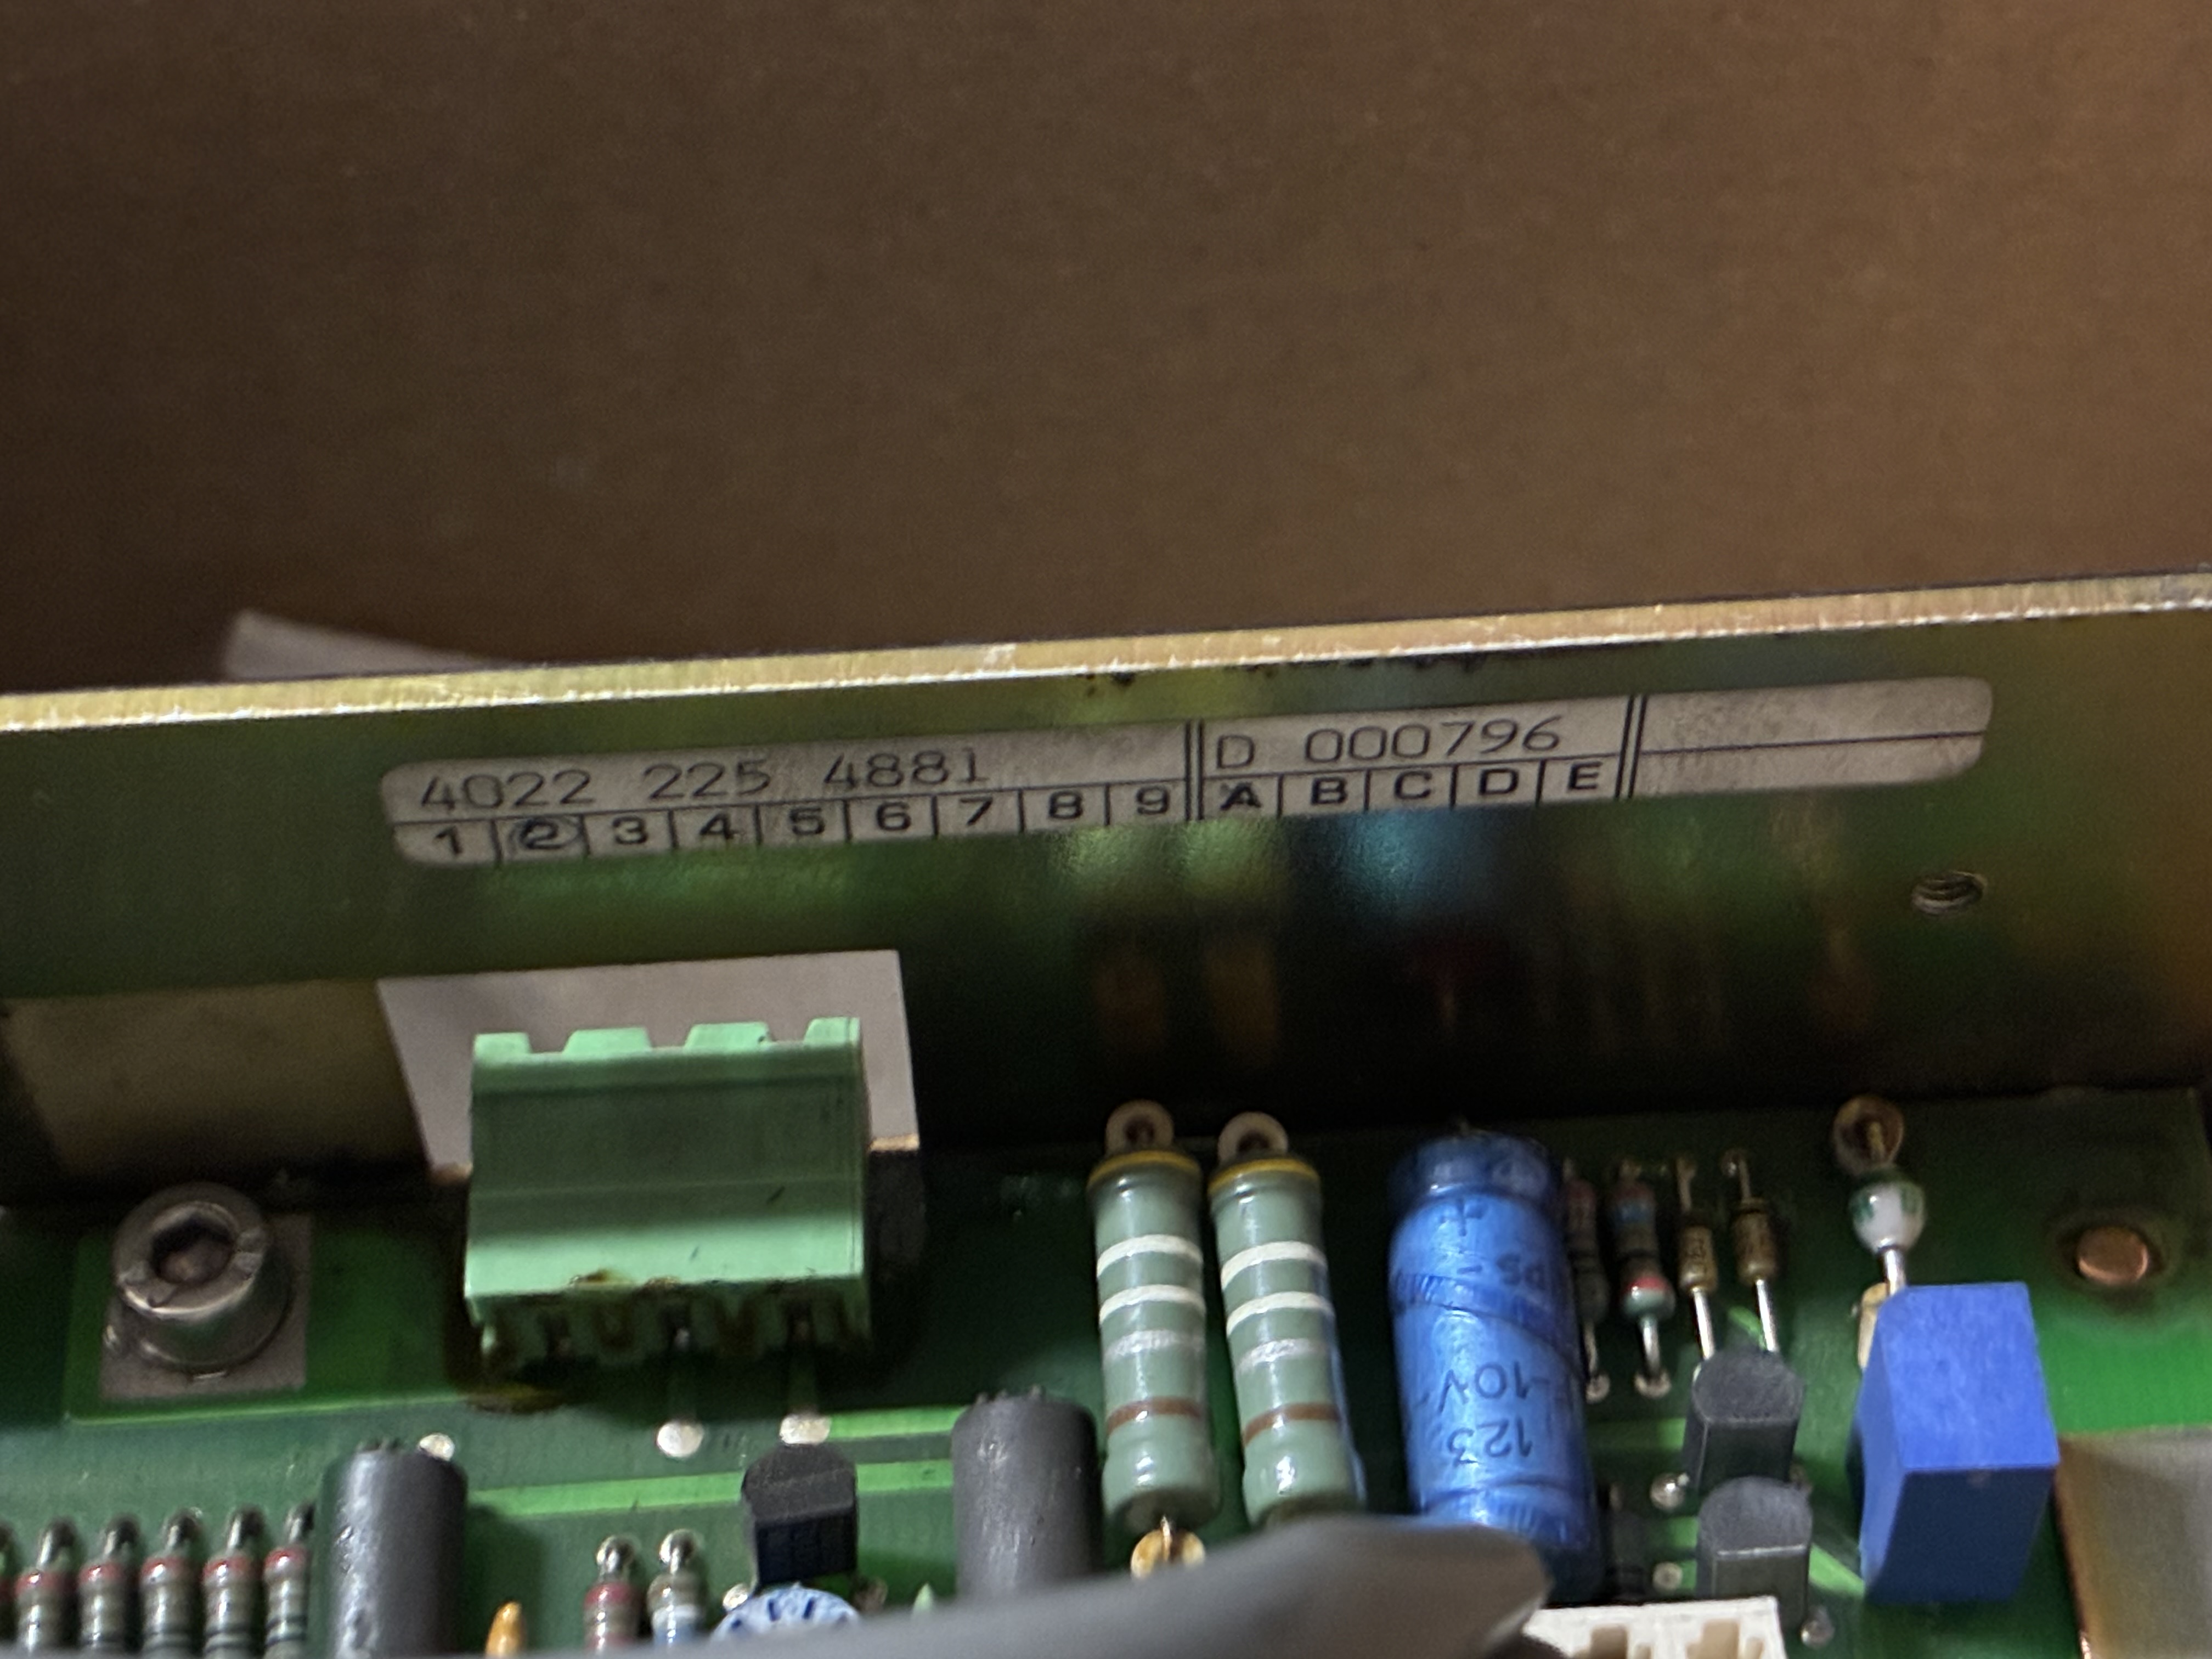 4022 225 4881 D 000796
1 2 3 4 5 6 7 8 9 A B C D E
+ -
10V-
123